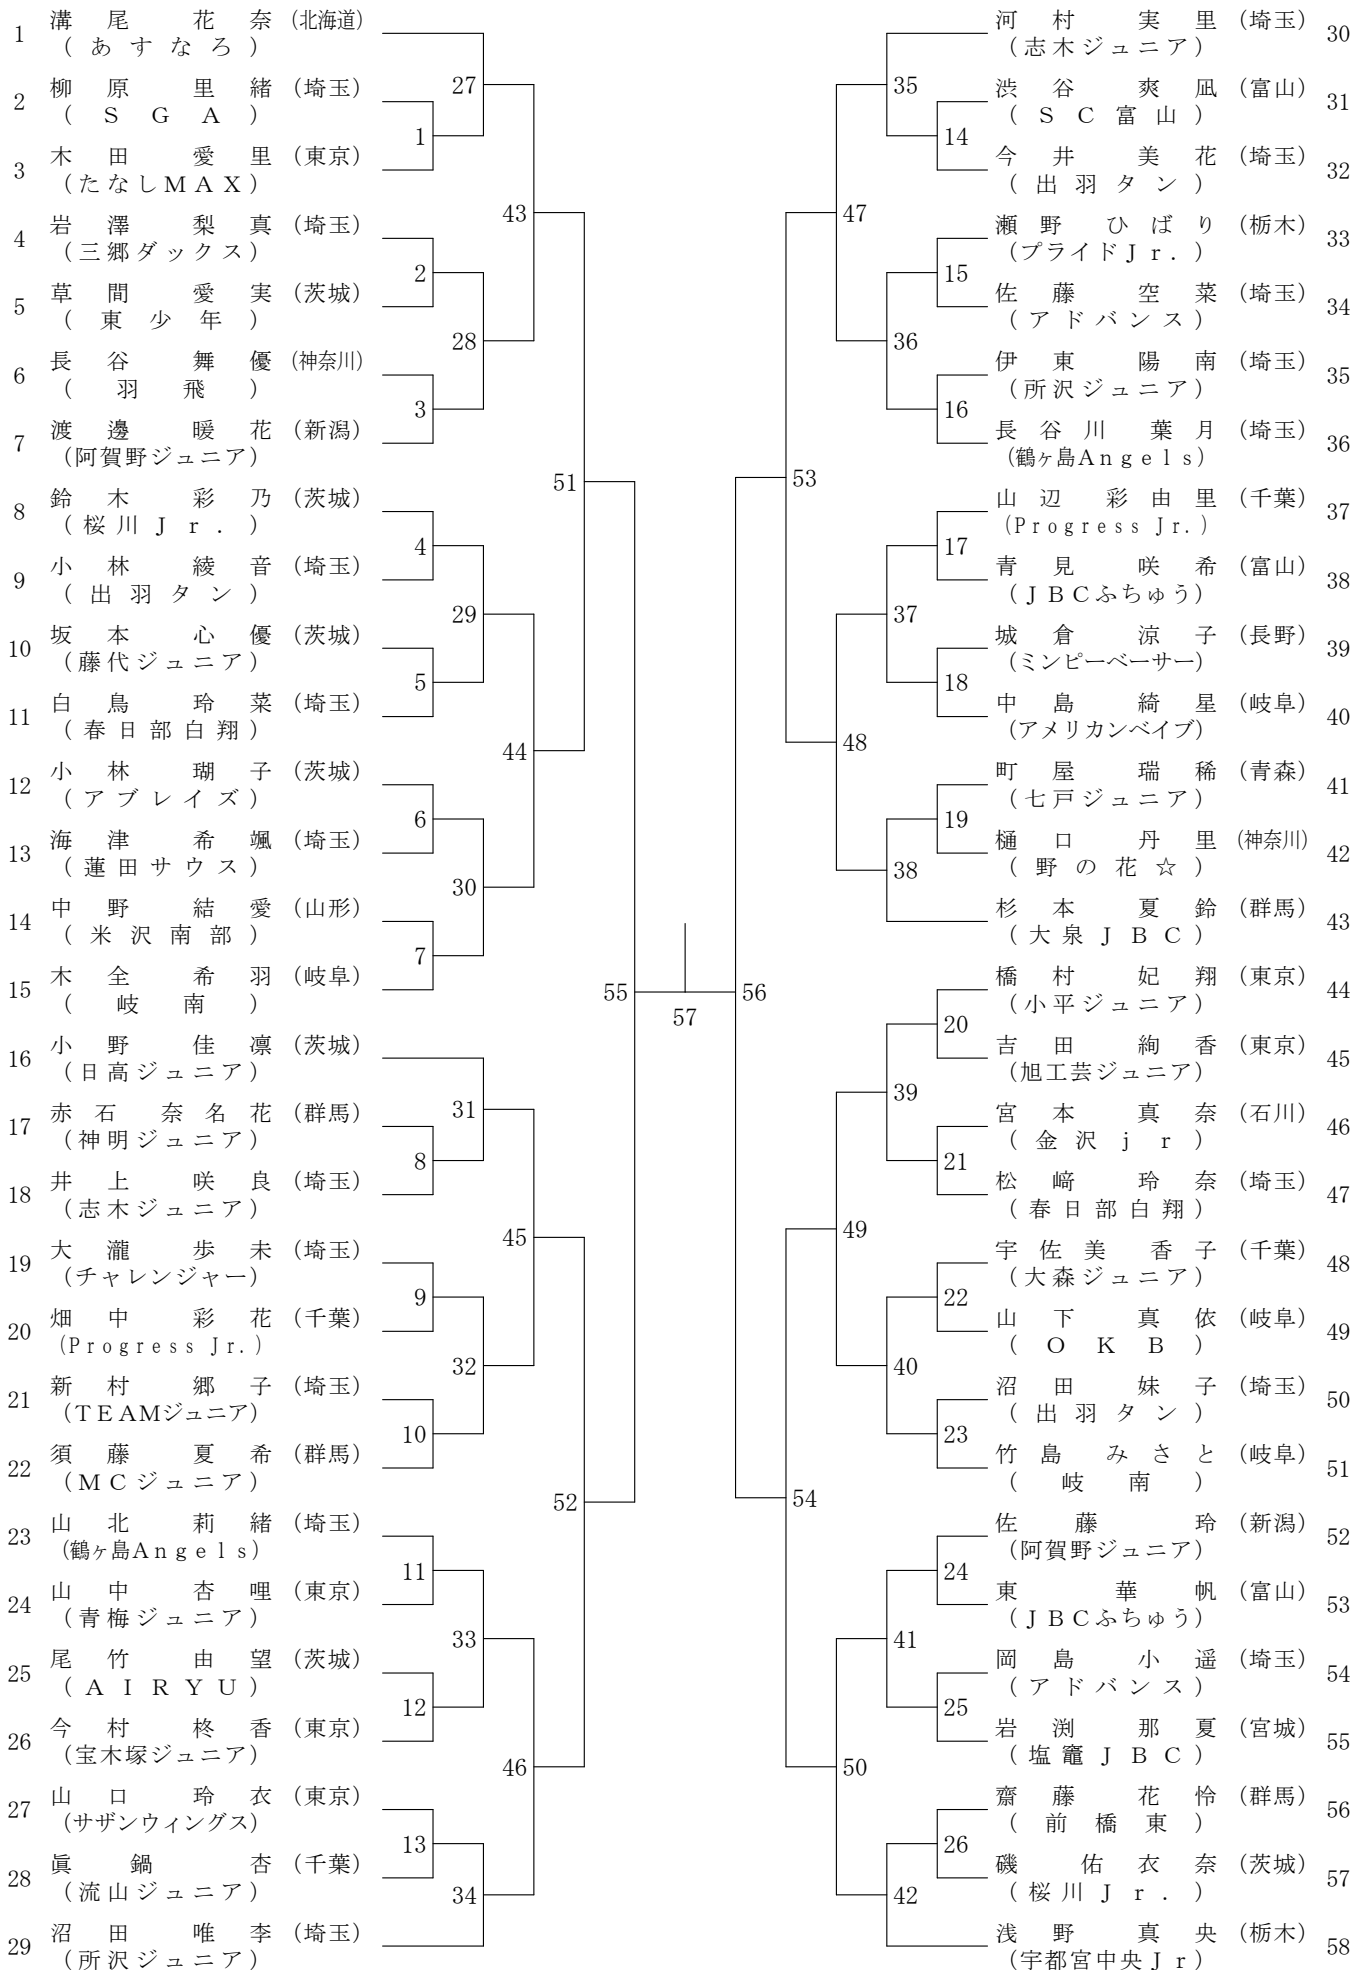 1 溝尾 花奈 (北海道)
(あすなろ)
2 柳原 里緒 (埼玉)
(SGA)
3 木田 愛里 (東京)
(たなしMAX)
4 岩澤 梨真 (埼玉)
(三郷ダックス)
5 草間 愛実 (茨城)
(東少年)
6 長谷 舞優 (神奈川)
(羽飛)
7 渡邊 暖花 (新潟)
(阿賀野ジュニア)
8 鈴木 彩乃 (茨城)
(桜川Jr.)
9 小林 綾音 (埼玉)
(出羽タン)
10 坂本 心優 (茨城)
(藤代ジュニア)
11 白鳥 玲菜 (埼玉)
(春日部白翔)
12 小林 瑚子 (茨城)
(アブレイズ)
13 海津 希颯 (埼玉)
(蓮田サウス)
14 中野 結愛 (山形)
(米沢南部)
15 木全 希羽 (岐阜)
(岐南)
16 小野 佳凛 (茨城)
(日高ジュニア)
17 赤石 奈名花 (群馬)
(神明ジュニア)
18 井上 咲良 (埼玉)
(志木ジュニア)
19 大瀧 歩未 (埼玉)
(チャレンジャー)
20 畑中 彩花 (千葉)
(Progress Jr.)
21 新村 郷子 (埼玉)
(TEAMジュニア)
22 須藤 夏希 (群馬)
(MCジュニア)
23 山北 莉緒 (埼玉)
(鶴ヶ島Angels)
24 山中 杏哩 (東京)
(青梅ジュニア)
25 尾竹 由望 (茨城)
(AIRYU)
26 今村 柊香 (東京)
(宝木塚ジュニア)
27 山口 玲衣 (東京)
(サザンウィングス)
28 眞鍋 杏 (千葉)
(流山ジュニア)
29 沼田 唯李 (埼玉)
(所沢ジュニア)
27
1
43
2
28
3
51
4
29
5
44
6
30
7
55
57
56
31
8
45
9
32
10
52
11
33
12
46
13
34
35
14
47
15
36
16
53
17
37
18
48
19
38
20
39
21
49
22
40
23
54
24
41
25
50
26
42
河村 実里 (埼玉) 30
(志木ジュニア)
渋谷 爽凪 (富山) 31
(SC富山)
今井 美花 (埼玉) 32
(出羽タン)
瀬野 ひばり (栃木) 33
(プライドJr.)
佐藤 空菜 (埼玉) 34
(アドバンス)
伊東 陽南 (埼玉) 35
(所沢ジュニア)
長谷川 葉月 (埼玉) 36
(鶴ヶ島Angels)
山辺 彩由里 (千葉) 37
(Progress Jr.)
青見 咲希 (富山) 38
(JBCふちゅう)
城倉 涼子 (長野) 39
(ミンピーベーサー)
中島 綺星 (岐阜) 40
(アメリカンベイブ)
町屋 瑞稀 (青森) 41
(七戸ジュニア)
樋口 丹里 (神奈川) 42
(野の花☆)
杉本 夏鈴 (群馬) 43
(大泉JBC)
橋村 妃翔 (東京) 44
(小平ジュニア)
吉田 絢香 (東京) 45
(旭工芸ジュニア)
宮本 真奈 (石川) 46
(金沢jr)
松﨑 玲奈 (埼玉) 47
(春日部白翔)
宇佐美 香子 (千葉) 48
(大森ジュニア)
山下 真依 (岐阜) 49
(OKB)
沼田 妹子 (埼玉) 50
(出羽タン)
竹島 みさと (岐阜) 51
(岐南)
佐藤 玲 (新潟) 52
(阿賀野ジュニア)
東 華帆 (富山) 53
(JBCふちゅう)
岡島 小遥 (埼玉) 54
(アドバンス)
岩渕 那夏 (宮城) 55
(塩竈JBC)
齋藤 花怜 (群馬) 56
(前橋東)
磯 佑衣奈 (茨城) 57
(桜川Jr.)
浅野 真央 (栃木) 58
(宇都宮中央Jr)